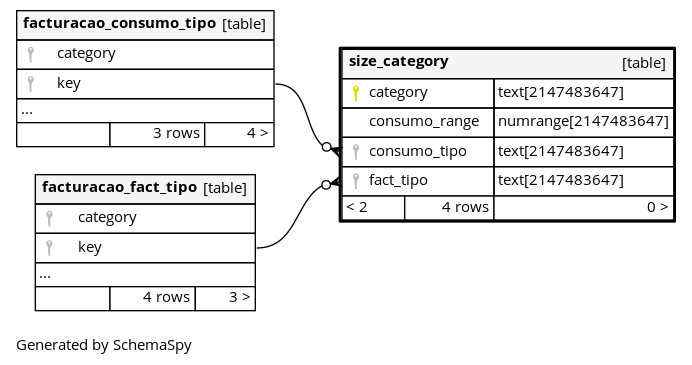 facturacao_consumo_tipo [table]
category
key
...
3 rows 4 >
size_category [table]
category text[2147483647]
consumo_range numrange[2147483647]
consumo_tipo text[2147483647]
fact_tipo text[2147483647]
< 2 4 rows 0 >
facturacao_fact_tipo [table]
category
key
...
4 rows 3 >
Generated by SchemaSpy